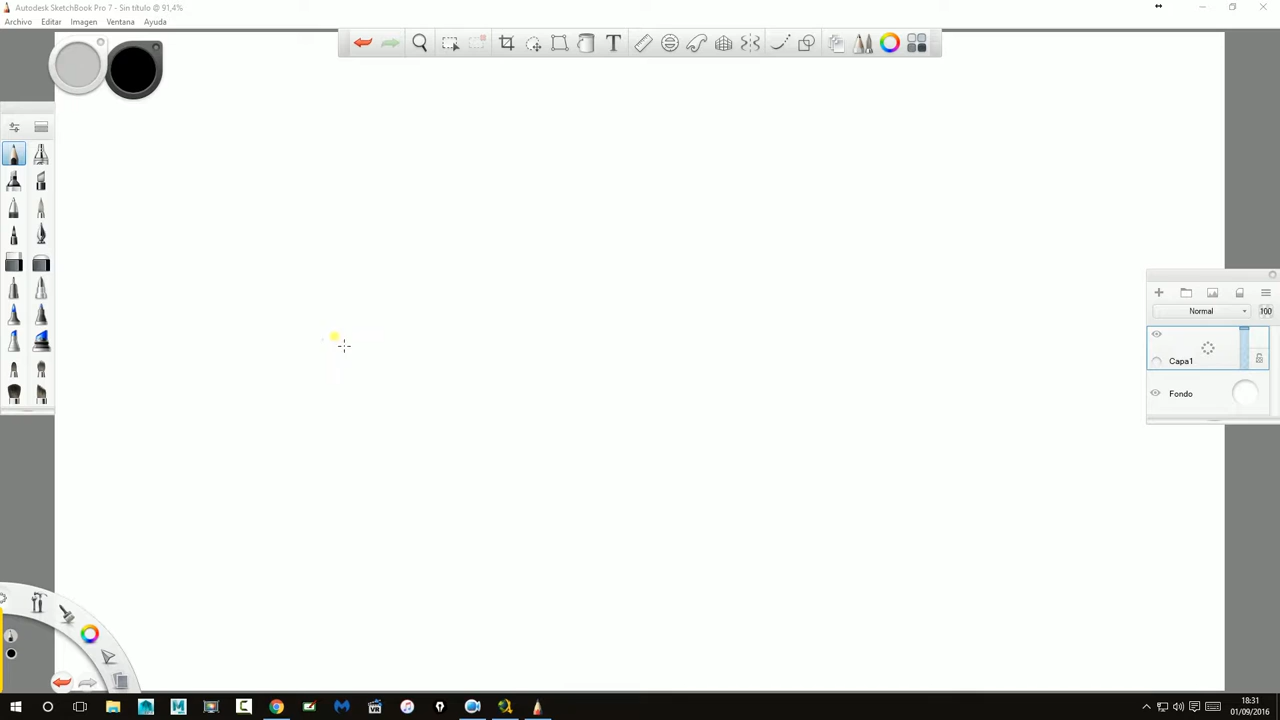 Autodesk SketchBook Pro 7 - Sin título @ 91,4%
Archivo Editar Imagen Ventana Ayuda
T
Normal 100
Capa1
Fondo
18:31
01/09/2016